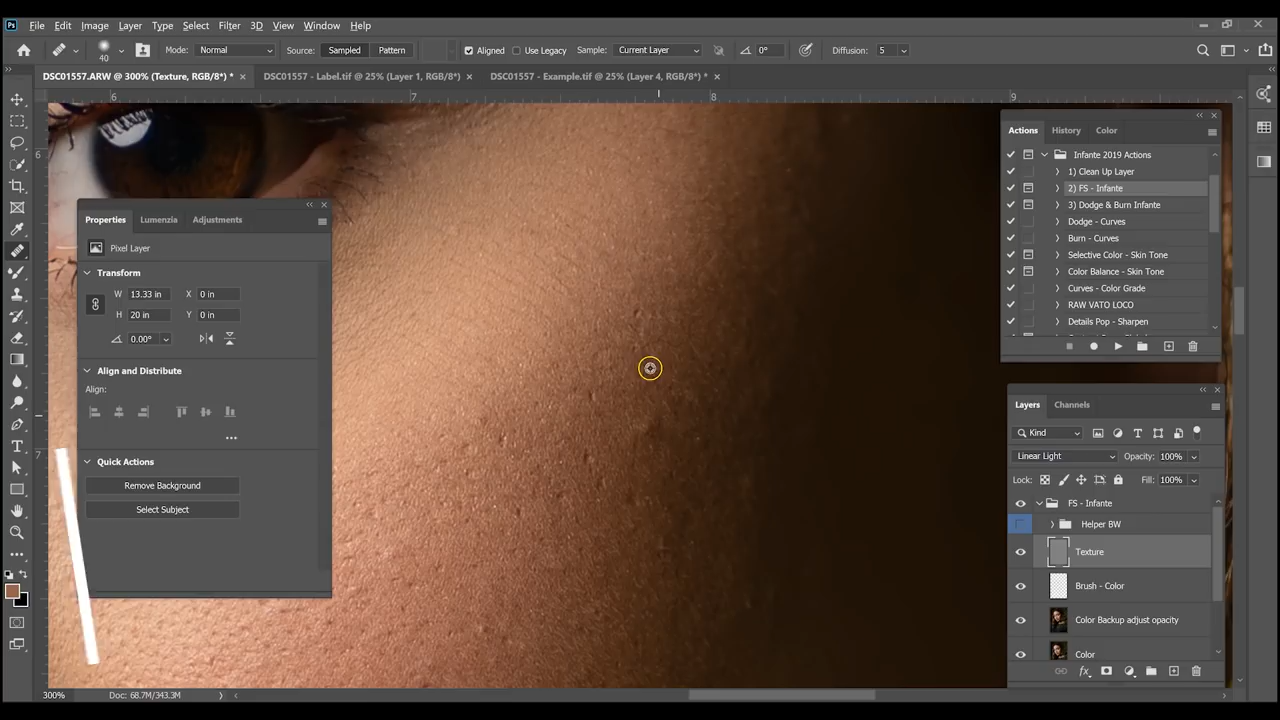 Ps File Edit Image Layer Type Select Filter 3D View Window Help
40 Mode: Normal Source: Sampled Pattern Aligned Use Legacy Sample: Current Layer 0° Diffusion: 5
DSC01557.ARW @ 300% (Texture, RGB/8*) * DSC01557 - Label.tif @ 25% (Layer 1, RGB/8*) DSC01557 - Example.tif @ 25% (Layer 4, RGB/8*) *
6 7 8 9
6
7
Properties Lumenzia Adjustments
Pixel Layer
Transform
W 13.33 in X 0 in
H 20 in Y 0 in
0.00°
Align and Distribute
Align:
Quick Actions
Remove Background
Select Subject
Actions History Color
Infante 2019 Actions
1) Clean Up Layer
2) FS - Infante
3) Dodge & Burn Infante
Dodge - Curves
Burn - Curves
Selective Color - Skin Tone
Color Balance - Skin Tone
Curves - Color Grade
RAW VATO LOCO
Details Pop - Sharpen
Layers Channels
Kind
Linear Light Opacity: 100%
Lock: Fill: 100%
FS - Infante
Helper BW
Texture
Brush - Color
Color Backup adjust opacity
Color
300% Doc: 68.7M/343.3M